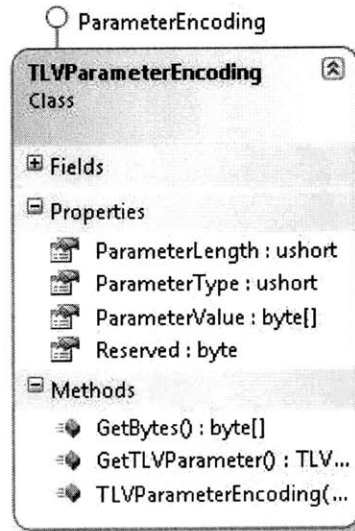 ParameterEncoding
TLVParameterEncoding
Class
Fields
Properties
ParameterLength : ushort
ParameterType : ushort
ParameterValue : byte[]
Reserved : byte
Methods
GetBytes() : byte[]
GetTLVParameter() : TLV...
TLVParameterEncoding(...